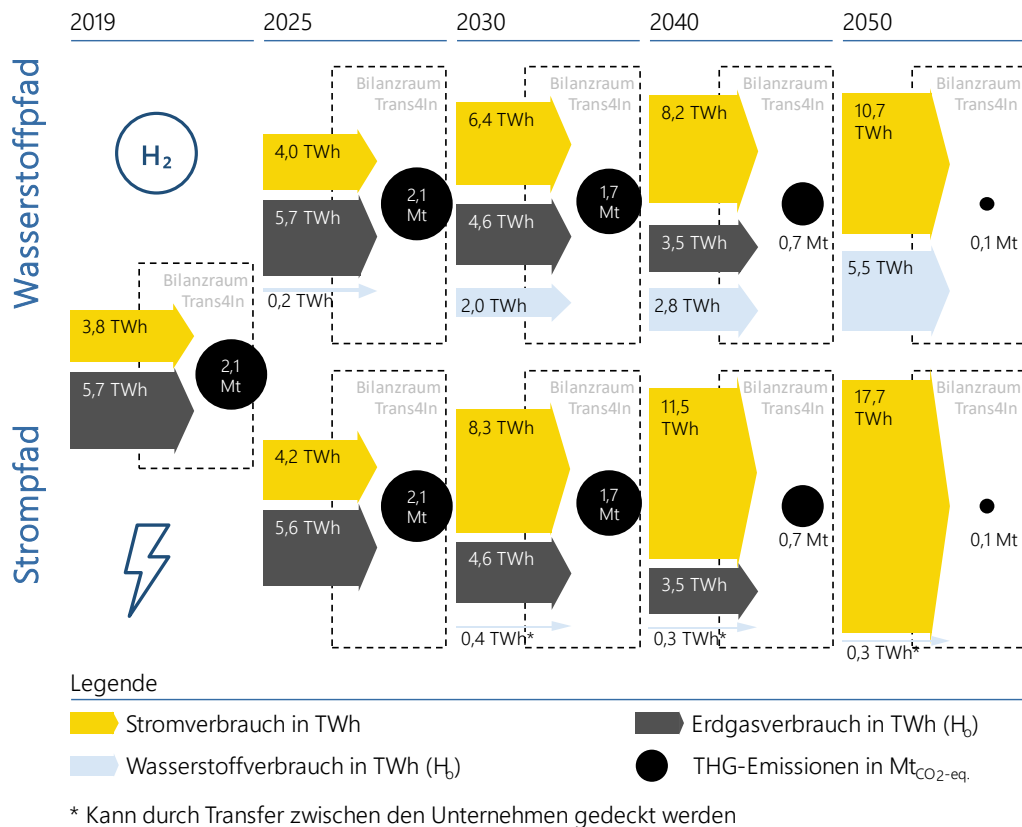 2019
2025
2030
2040
2050
Wasserstoffpfad
H₂
Bilanzraum
Trans4In
4,0 TWh
5,7 TWh
0,2 TWh
2,1
Mt
Bilanzraum
Trans4In
6,4 TWh
4,6 TWh
2,0 TWh
1,7
Mt
Bilanzraum
Trans4In
8,2 TWh
3,5 TWh
2,8 TWh
0,7 Mt
Bilanzraum
Trans4In
10,7
TWh
5,5 TWh
0,1 Mt
Bilanzraum
Trans4In
3,8 TWh
5,7 TWh
2,1
Mt
Strompfad
Bilanzraum
Trans4In
4,2 TWh
5,6 TWh
2,1
Mt
Bilanzraum
Trans4In
8,3 TWh
4,6 TWh
0,4 TWh*
1,7
Mt
Bilanzraum
Trans4In
11,5
TWh
3,5 TWh
0,3 TWh*
0,7 Mt
Bilanzraum
Trans4In
17,7
TWh
0,3 TWh*
0,1 Mt
Legende
Stromverbrauch in TWh
Erdgasverbrauch in TWh (Hₒ)
Wasserstoffverbrauch in TWh (Hₒ)
THG-Emissionen in Mt CO2-eq.
* Kann durch Transfer zwischen den Unternehmen gedeckt werden